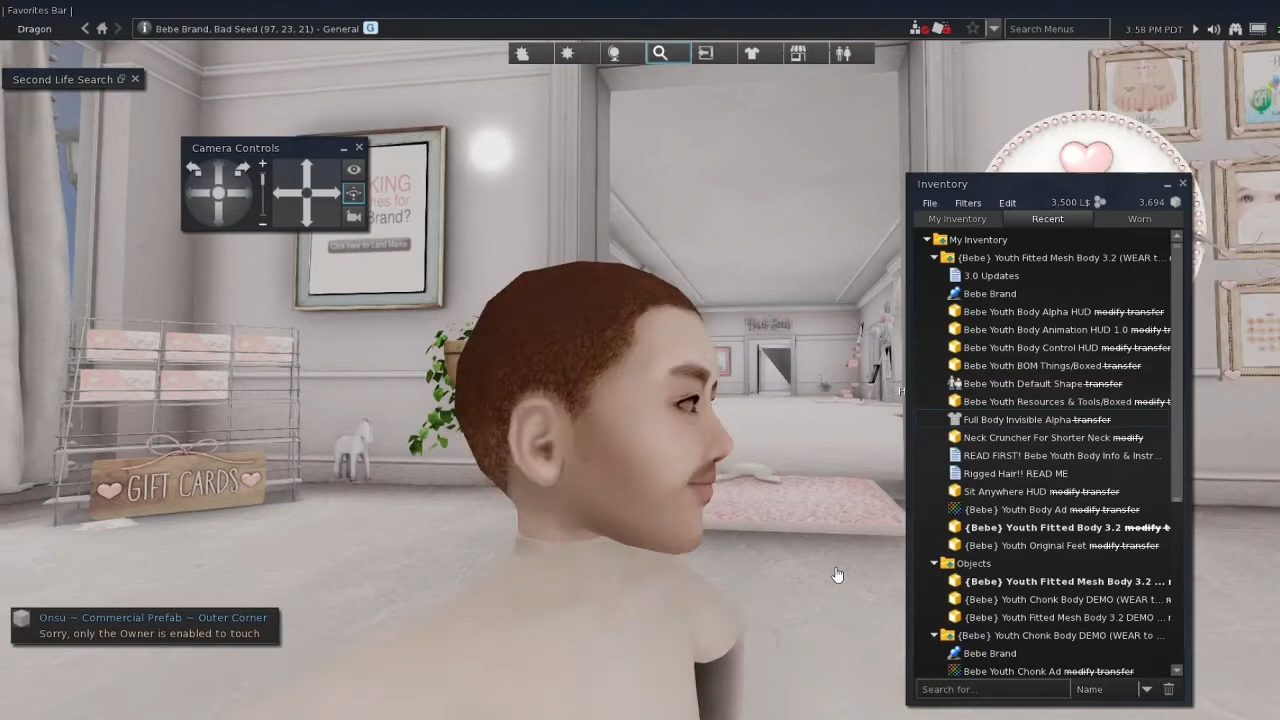 | Favorites Bar |
Dragon
Bebe Brand, Bad Seed (97, 23, 21) - General
G
Search Menus
3:58 PM PDT
Second Life Search
Camera Controls
KING
ies for
Brand?
Click Here for Land Marks
GIFT CARDS
Bad Seed
Onsu ~ Commercial Prefab ~ Outer Corner
Sorry, only the Owner is enabled to touch
Inventory
File Filters Edit 3,500 L$ 3,694
My Inventory Recent Worn
My Inventory
{Bebe} Youth Fitted Mesh Body 3.2 (WEAR t...
3.0 Updates
Bebe Brand
Bebe Youth Body Alpha HUD modify transfer
Bebe Youth Body Animation HUD 1.0 modify tr
Bebe Youth Body Control HUD modify transfer
Bebe Youth BOM Things/Boxed transfer
Bebe Youth Default Shape transfer
Bebe Youth Resources & Tools/Boxed modify t
Full Body Invisible Alpha transfer
Neck Cruncher For Shorter Neck modify
READ FIRST! Bebe Youth Body Info & Instr...
Rigged Hair!! READ ME
Sit Anywhere HUD modify transfer
{Bebe} Youth Body Ad modify transfer
{Bebe} Youth Fitted Body 3.2 modify t
{Bebe} Youth Original Feet modify transfer
Objects
{Bebe} Youth Fitted Mesh Body 3.2 ...
{Bebe} Youth Chonk Body DEMO (WEAR t...
{Bebe} Youth Fitted Mesh Body 3.2 DEMO ...
{Bebe} Youth Chonk Body DEMO (WEAR to ...
Bebe Brand
Bebe Youth Chonk Ad modify transfer
Search for...
Name